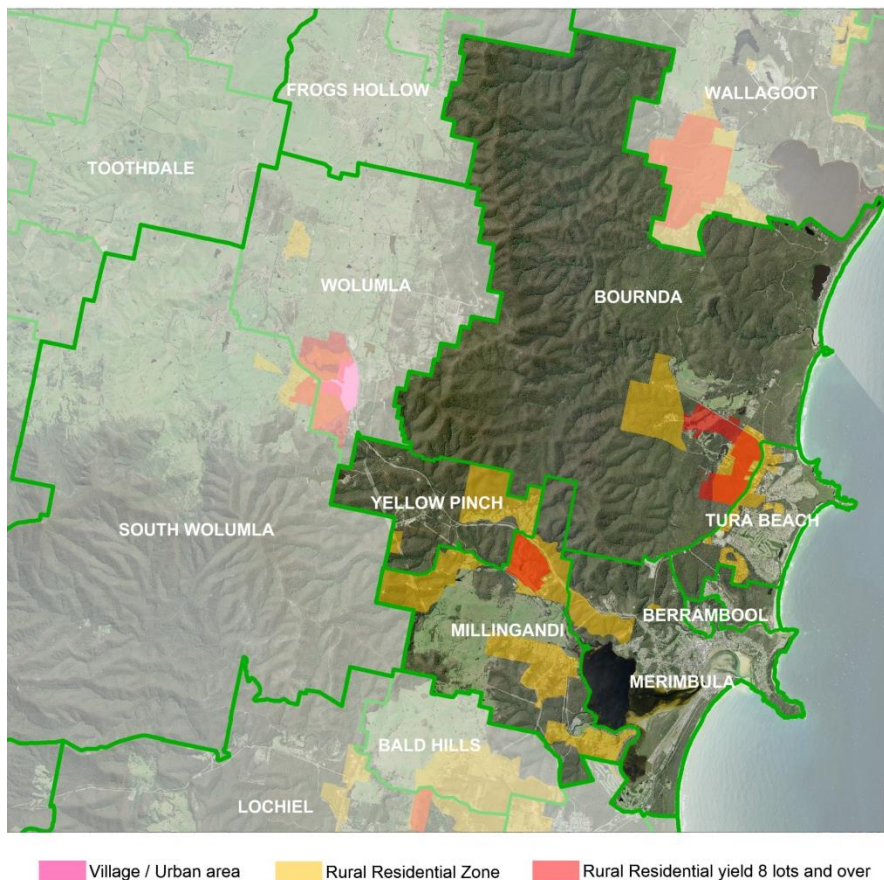 FROGS HOLLOW
WALLAGOOT
TOOTHDALE
WOLUMLA
BOURNDA
YELLOW PINCH
TURA BEACH
SOUTH WOLUMLA
BERRAMBOOL
MILLINGANDI
MERIMBULA
BALD HILLS
LOCHIEL
Village / Urban area
Rural Residential Zone
Rural Residential yield 8 lots and over